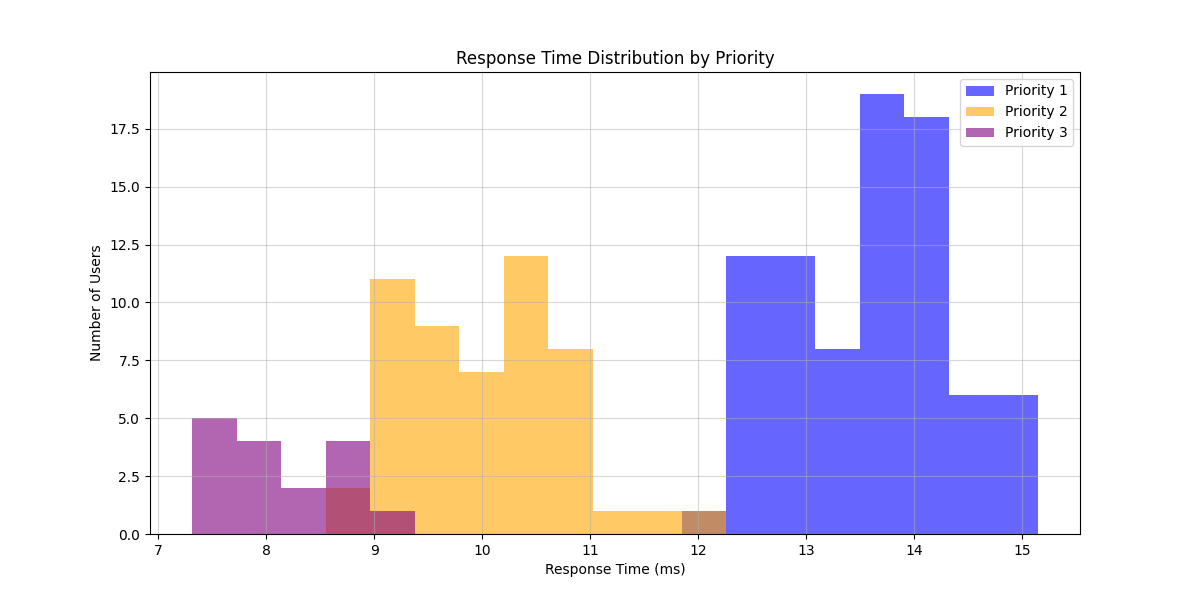 Response Time Distribution by Priority
Priority 1
Priority 2
Priority 3
Number of Users
17.5
15.0
12.5
10.0
7.5
5.0
2.5
0.0
7 8 9 10 11 12 13 14 15
Response Time (ms)